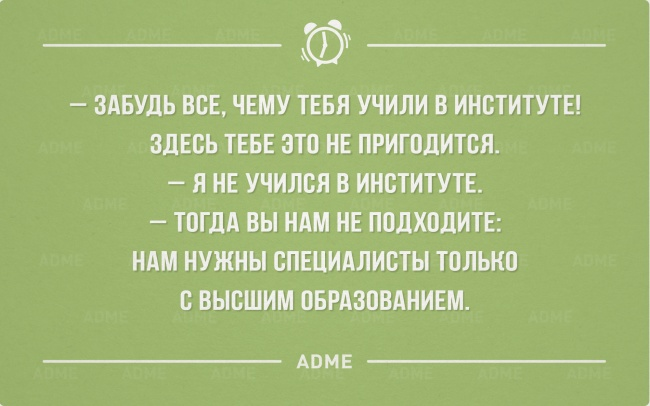 — ЗАБУДЬ ВСЕ, ЧЕМУ ТЕБЯ УЧИЛИ В ИНСТИТУТЕ!
ЗДЕСЬ ТЕБЕ ЭТО НЕ ПРИГОДИТСЯ.
— Я НЕ УЧИЛСЯ В ИНСТИТУТЕ.
— ТОГДА ВЫ НАМ НЕ ПОДХОДИТЕ:
НАМ НУЖНЫ СПЕЦИАЛИСТЫ ТОЛЬКО
С ВЫСШИМ ОБРАЗОВАНИЕМ.
ADME